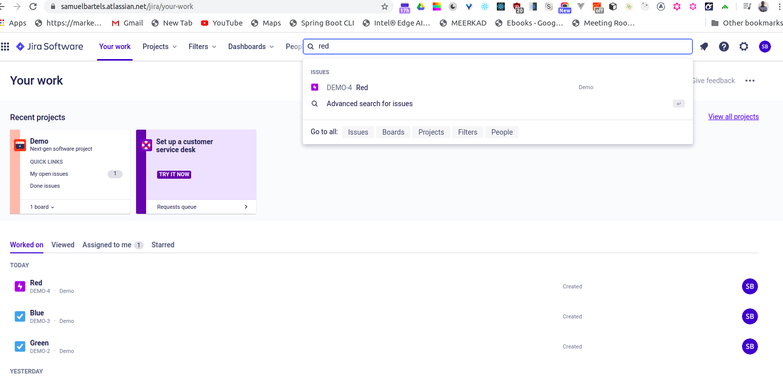 samuelbartels.atlassian.net/jira/your-work
Apps https://marke... Gmail New Tab YouTube Maps Spring Boot CLI Intel® Edge AI... MEERKAD Ebooks - Goog... Meeting Roo... Other bookmarks
Jira Software Your work Projects Filters Dashboards Peop red SB
ISSUES
DEMO-4 Red Demo
Advanced search for issues
Go to all: Issues Boards Projects Filters People
Your work
Give feedback
Recent projects
View all projects
Demo
Next-gen software project
QUICK LINKS
My open issues 1
Done issues
1 board
Set up a customer
service desk
TRY IT NOW
Requests queue
Worked on Viewed Assigned to me 1 Starred
TODAY
Red
DEMO-4 · Demo
Created
SB
Blue
DEMO-3 · Demo
Created
SB
Green
DEMO-2 · Demo
Created
SB
YESTERDAY